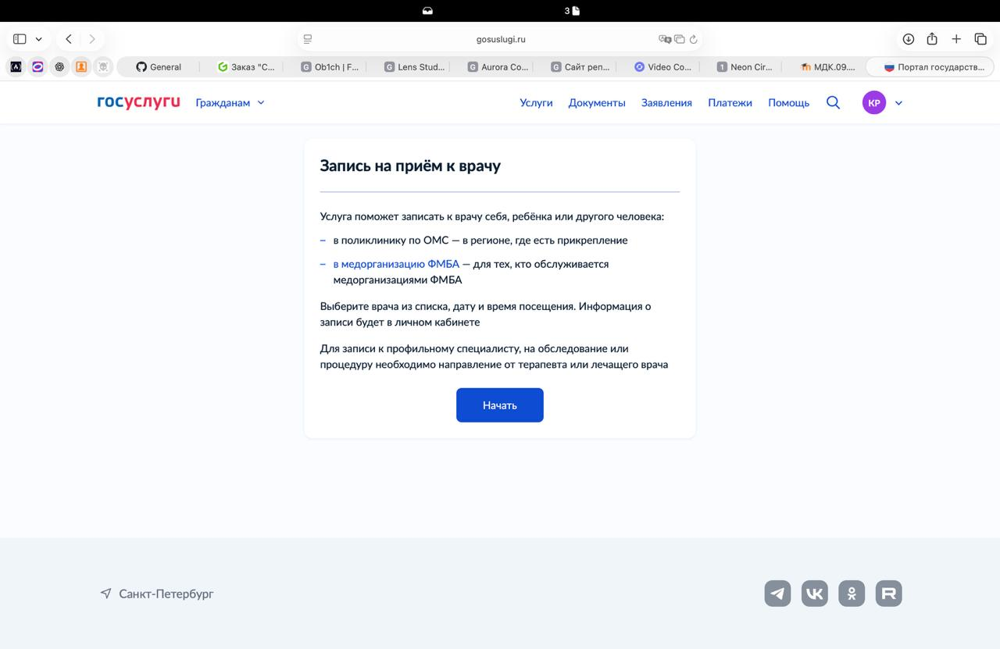 3
gosuslugi.ru
General
Заказ "С...
Ob1ch | F...
Lens Stud...
Aurora Co...
Сайт реп...
Video Co...
Neon Cir...
МДК.09....
Портал государств...
госуслуги
Гражданам
Услуги
Документы
Заявления
Платежи
Помощь
КР
Запись на приём к врачу
Услуга поможет записать к врачу себя, ребёнка или другого человека:
– в поликлинику по ОМС — в регионе, где есть прикрепление
– в медорганизацию ФМБА — для тех, кто обслуживается
медорганизациями ФМБА
Выберите врача из списка, дату и время посещения. Информация о
записи будет в личном кабинете
Для записи к профильному специалисту, на обследование или
процедуру необходимо направление от терапевта или лечащего врача
Начать
Санкт-Петербург